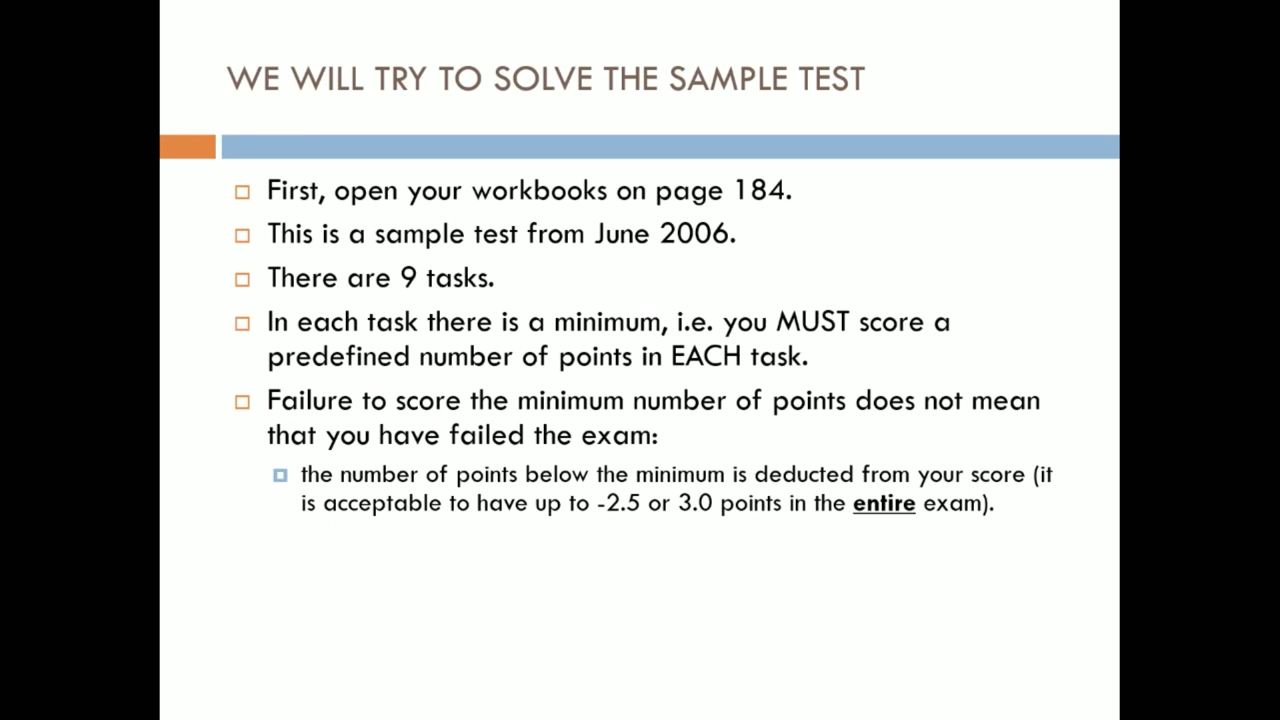 WE WILL TRY TO SOLVE THE SAMPLE TEST
First, open your workbooks on page 184.
This is a sample test from June 2006.
There are 9 tasks.
In each task there is a minimum, i.e. you MUST score a
predefined number of points in EACH task.
Failure to score the minimum number of points does not mean
that you have failed the exam:
the number of points below the minimum is deducted from your score (it
is acceptable to have up to -2.5 or 3.0 points in the entire exam).